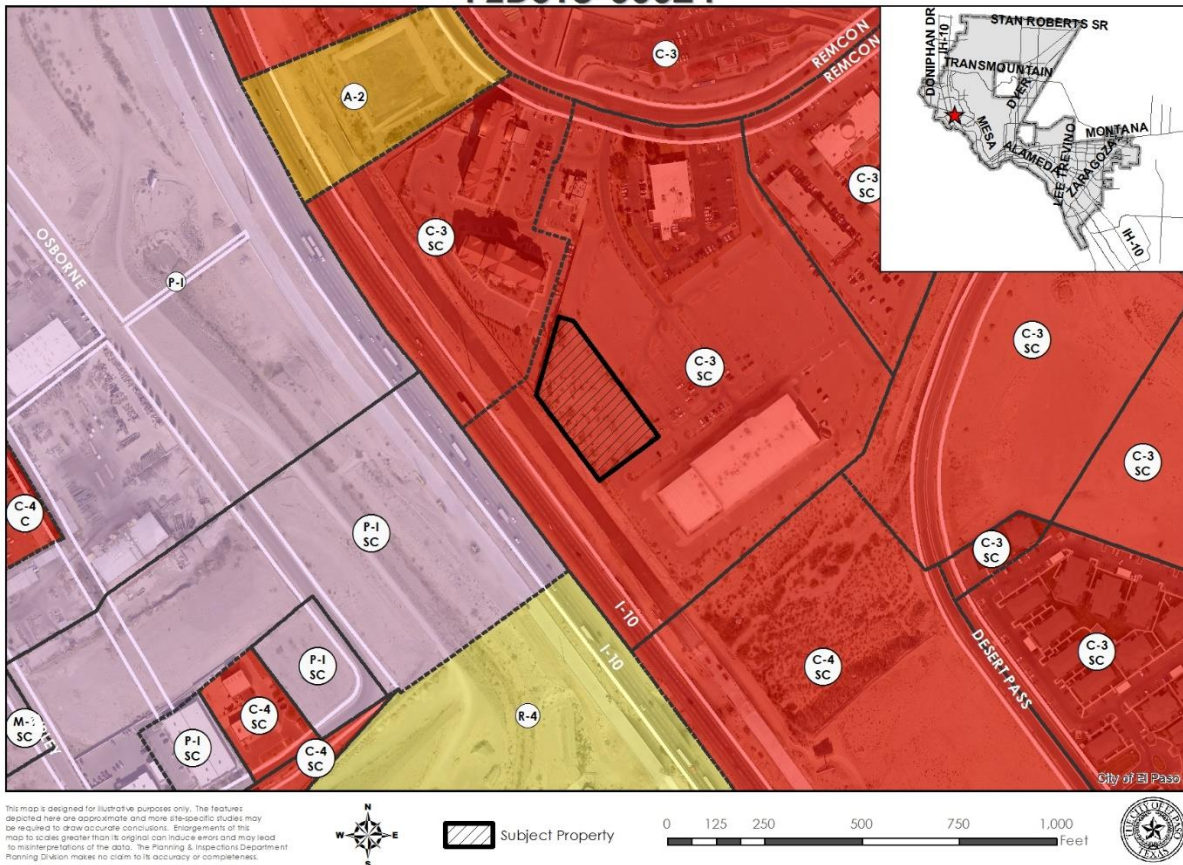 C-3
REMCON
REMCON
A-2
C-3
SC
C-3
SC
OSBORNE
P-I
C-3
SC
C-3
SC
C-3
SC
C-4
C
P-I
SC
C-3
SC
I-10
I-10
DESERT PASS
C-3
SC
C-4
SC
P-I
SC
R-4
C-4
SC
P-I
SC
C-4
SC
SC
City of El Paso
DONIPHAN DR
IH-10
STAN ROBERTS SR
TRANSMOUNTAIN
DYER
MESA
MONTANA
ALAMEDA
LEE TREVINO
ZARAGOZA
IH-10
This map is designed for illustrative purposes only. The features
depicted here are approximate and more site-specific studies may
be required to draw accurate conclusions. Enlargements of this
map to scales greater than its original can induce errors and may lead
to misinterpretations of the data. The Planning & Inspections Department
Planning Division makes no claim to its accuracy or completeness.
N
W E
S
Subject Property
0 125 250 500 750 1,000
Feet